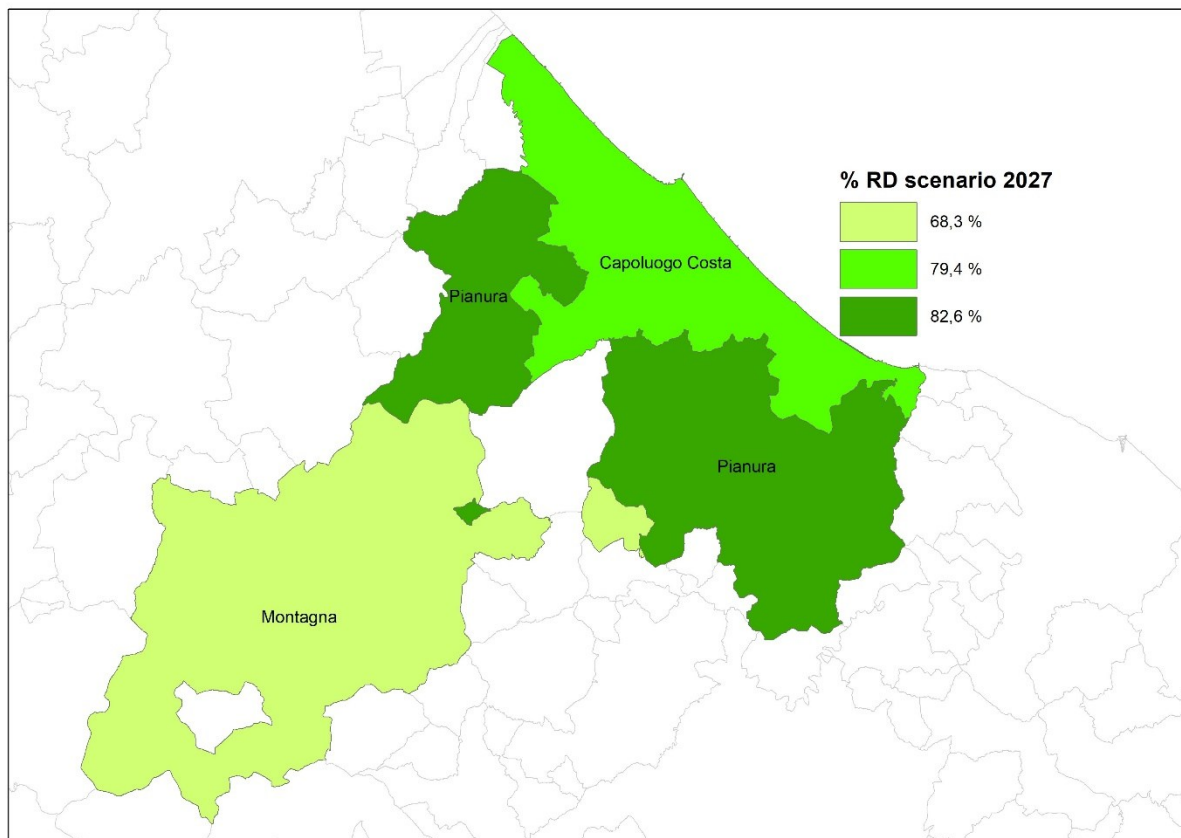 % RD scenario 2027
68,3 %
79,4 %
82,6 %
Capoluogo Costa
Pianura
Pianura
Montagna